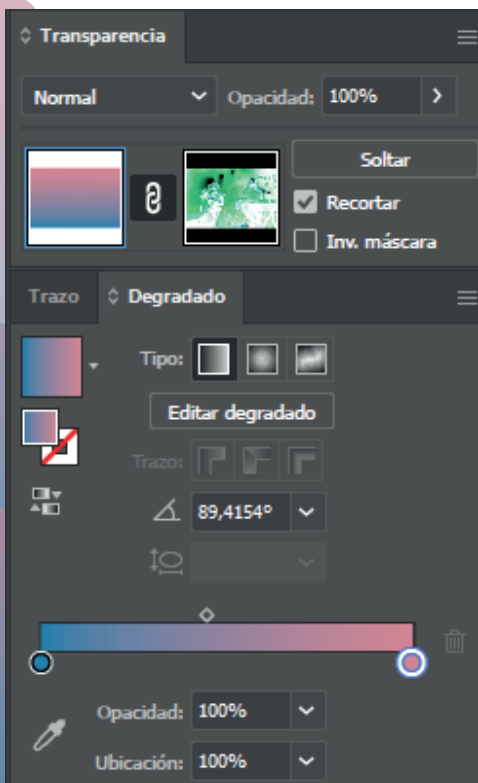 Transparencia
Normal Opacidad: 100%
Soltar
Recortar
Inv. máscara
Trazo Degradado
Tipo:
Editar degradado
Trazo:
89,4154°
Opacidad: 100%
Ubicación: 100%